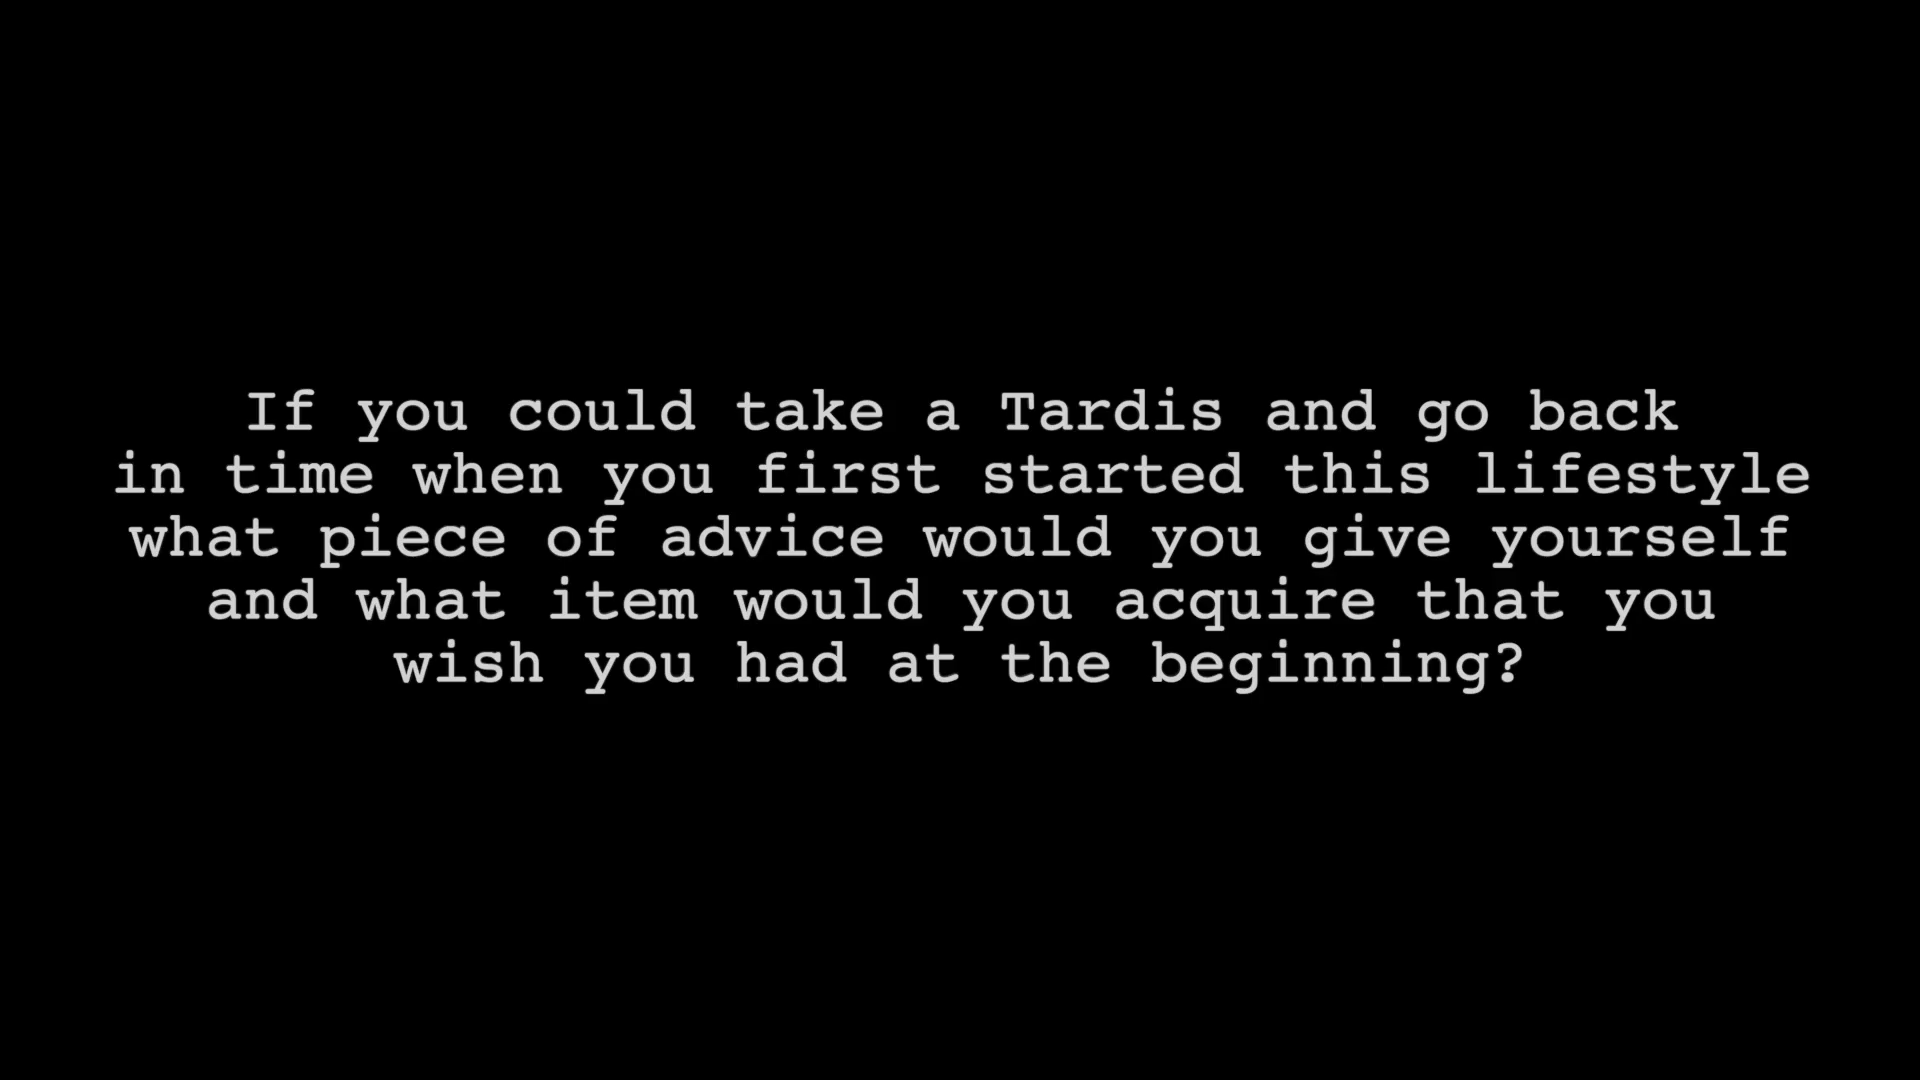 If you could take a Tardis and go back
in time when you first started this lifestyle
what piece of advice would you give yourself
and what item would you acquire that you
wish you had at the beginning?